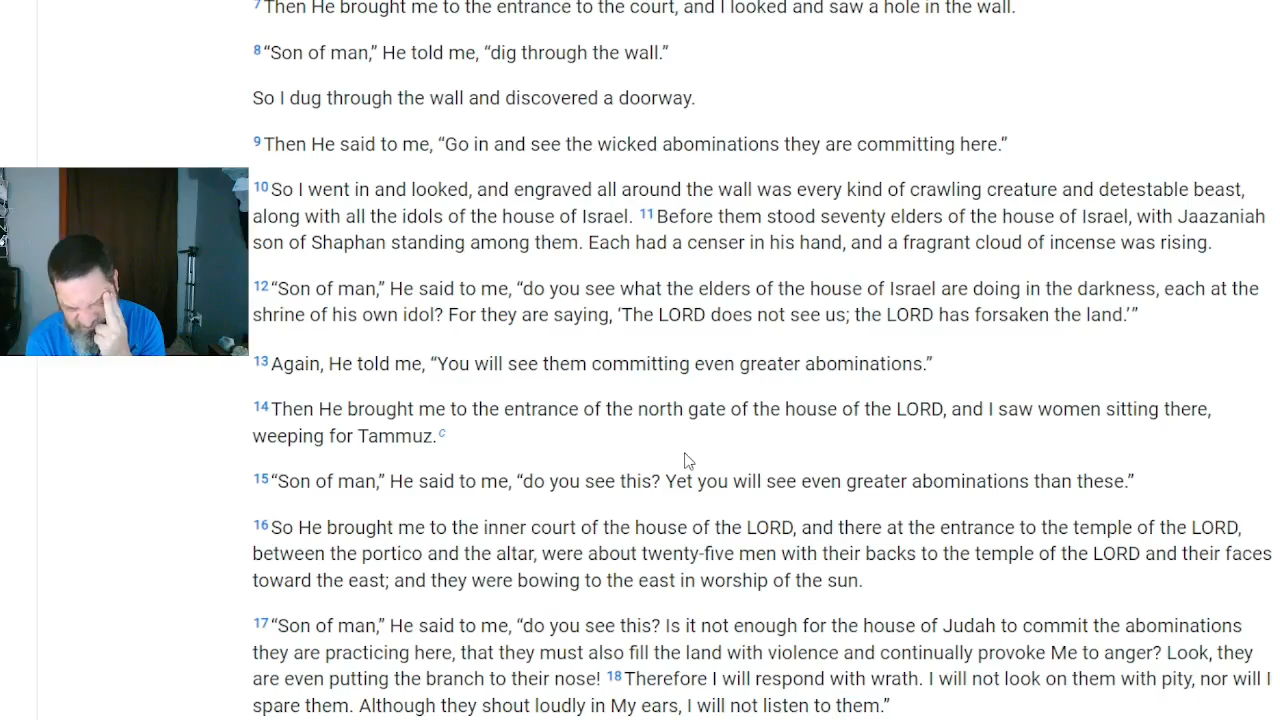 7 Then He brought me to the entrance to the court, and I looked and saw a hole in the wall.
8 “Son of man,” He told me, “dig through the wall.”
So I dug through the wall and discovered a doorway.
9 Then He said to me, “Go in and see the wicked abominations they are committing here.”
10 So I went in and looked, and engraved all around the wall was every kind of crawling creature and detestable beast,
along with all the idols of the house of Israel. 11 Before them stood seventy elders of the house of Israel, with Jaazaniah
son of Shaphan standing among them. Each had a censer in his hand, and a fragrant cloud of incense was rising.
12 “Son of man,” He said to me, “do you see what the elders of the house of Israel are doing in the darkness, each at the
shrine of his own idol? For they are saying, ‘The LORD does not see us; the LORD has forsaken the land.’”
13 Again, He told me, “You will see them committing even greater abominations.”
14 Then He brought me to the entrance of the north gate of the house of the LORD, and I saw women sitting there,
weeping for Tammuz. c
15 “Son of man,” He said to me, “do you see this? Yet you will see even greater abominations than these.”
16 So He brought me to the inner court of the house of the LORD, and there at the entrance to the temple of the LORD,
between the portico and the altar, were about twenty-five men with their backs to the temple of the LORD and their faces
toward the east; and they were bowing to the east in worship of the sun.
17 “Son of man,” He said to me, “do you see this? Is it not enough for the house of Judah to commit the abominations
they are practicing here, that they must also fill the land with violence and continually provoke Me to anger? Look, they
are even putting the branch to their nose! 18 Therefore I will respond with wrath. I will not look on them with pity, nor will I
spare them. Although they shout loudly in My ears, I will not listen to them.”